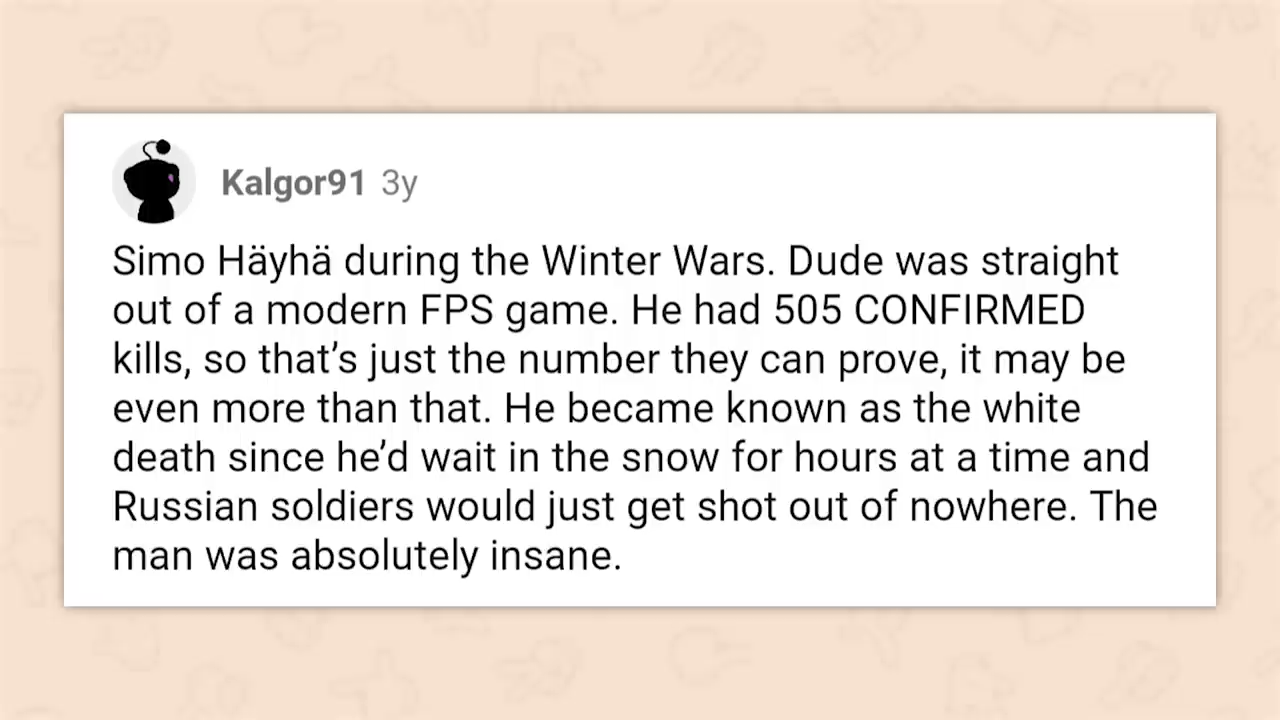 Kalgor91 3y
Simo Häyhä during the Winter Wars. Dude was straight
out of a modern FPS game. He had 505 CONFIRMED
kills, so that’s just the number they can prove, it may be
even more than that. He became known as the white
death since he’d wait in the snow for hours at a time and
Russian soldiers would just get shot out of nowhere. The
man was absolutely insane.